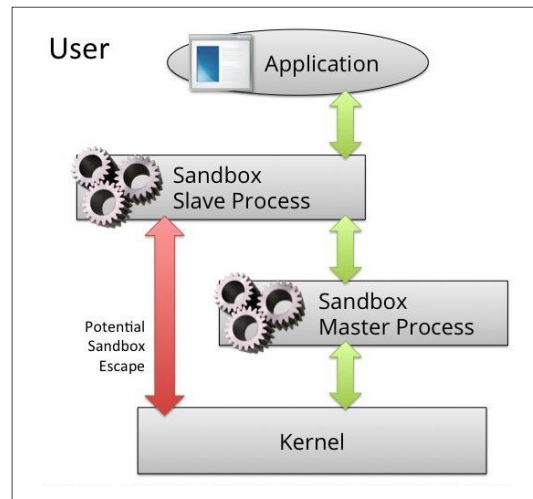 User
Application
Sandbox
Slave Process
Potential
Sandbox
Escape
Sandbox
Master Process
Kernel